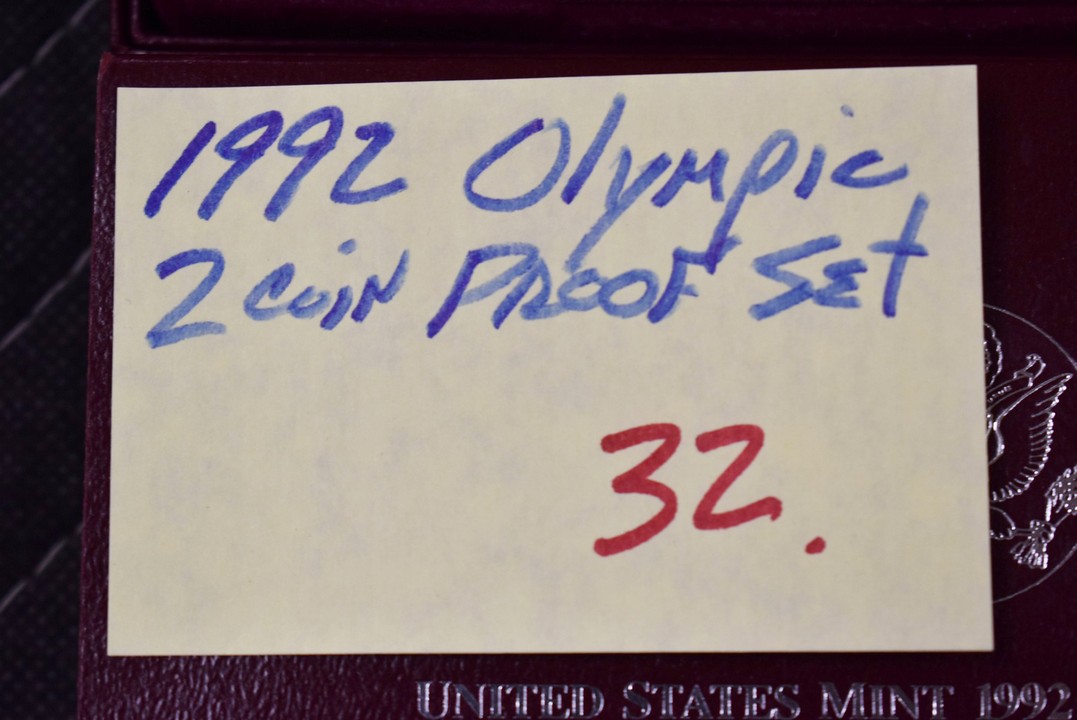 1992 Olympic
2 COIN PROOF SET
32.
UNITED STATES MINT 1992